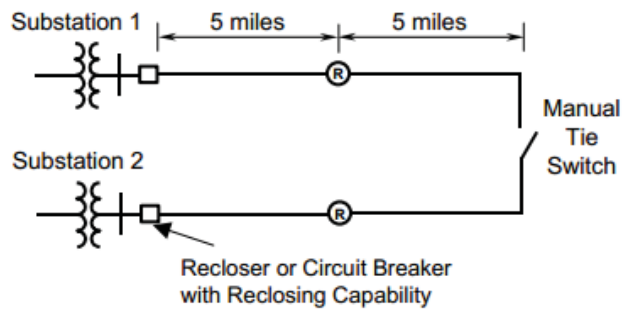 Substation 1
5 miles
5 miles
R
Manual
Tie
Switch
Substation 2
R
Recloser or Circuit Breaker
with Reclosing Capability